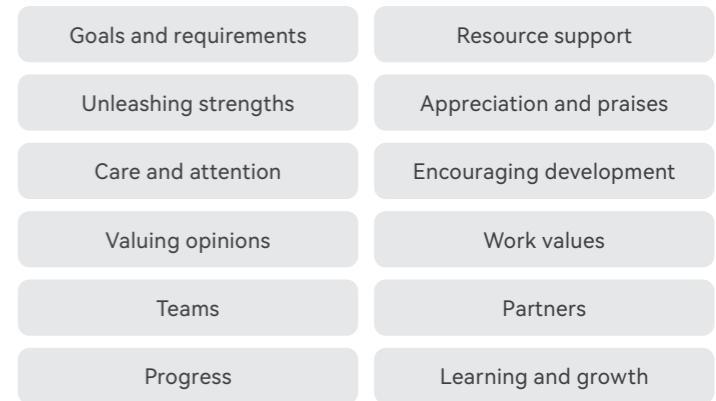 Goals and requirements
Resource support
Unleashing strengths
Appreciation and praises
Care and attention
Encouraging development
Valuing opinions
Work values
Teams
Partners
Progress
Learning and growth